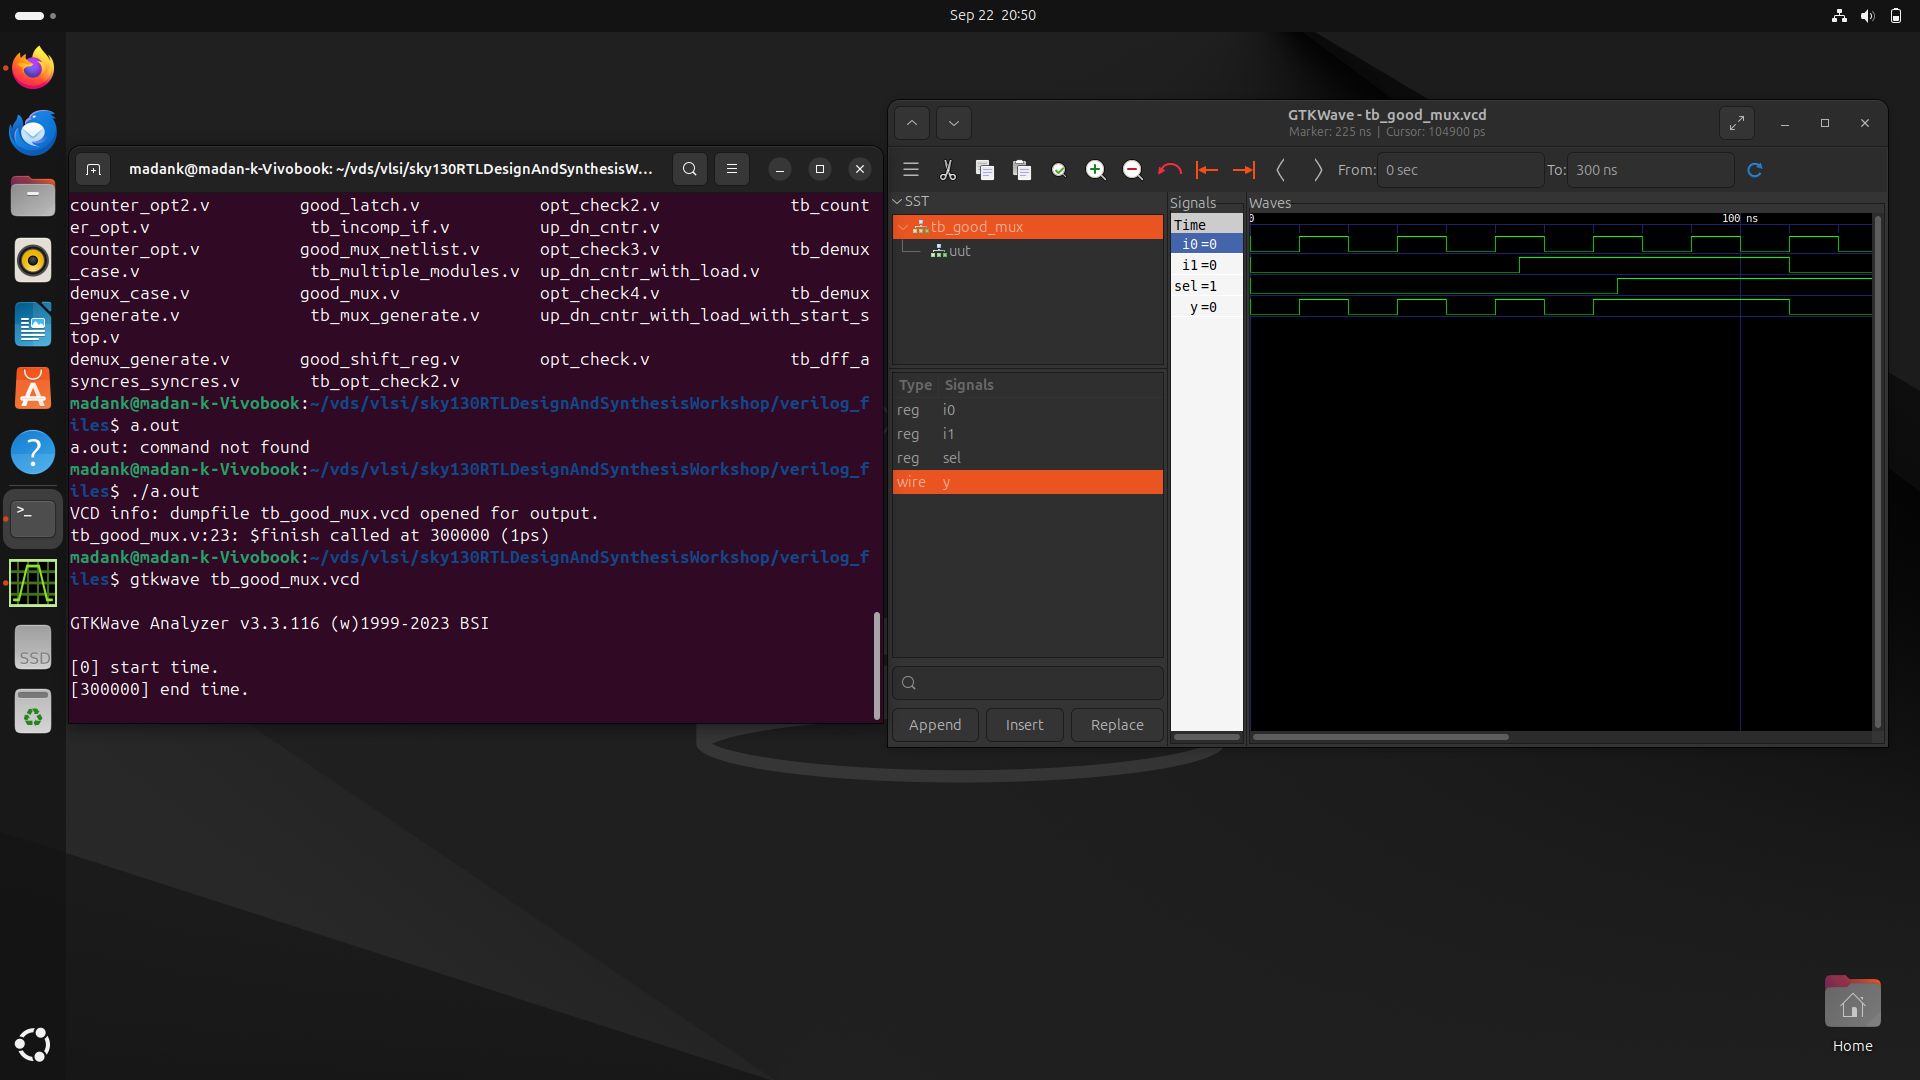 Sep 22 20:50
madank@madan-k-Vivobook: ~/vds/vlsi/sky130RTLDesignAndSynthesisW...
counter_opt2.v good_latch.v opt_check2.v tb_count
er_opt.v tb_incomp_if.v up_dn_cntr.v
counter_opt.v good_mux_netlist.v opt_check3.v tb_demux
_case.v tb_multiple_modules.v up_dn_cntr_with_load.v
demux_case.v good_mux.v opt_check4.v tb_demux
_generate.v tb_mux_generate.v up_dn_cntr_with_load_with_start_s
top.v
demux_generate.v good_shift_reg.v opt_check.v tb_dff_a
syncres_syncres.v tb_opt_check2.v
madank@madan-k-Vivobook:~/vds/vlsi/sky130RTLDesignAndSynthesisWorkshop/verilog_f
iles$ a.out
a.out: command not found
madank@madan-k-Vivobook:~/vds/vlsi/sky130RTLDesignAndSynthesisWorkshop/verilog_f
iles$ ./a.out
VCD info: dumpfile tb_good_mux.vcd opened for output.
tb_good_mux.v:23: $finish called at 300000 (1ps)
madank@madan-k-Vivobook:~/vds/vlsi/sky130RTLDesignAndSynthesisWorkshop/verilog_f
iles$ gtkwave tb_good_mux.vcd
GTKWave Analyzer v3.3.116 (w)1999-2023 BSI
[0] start time.
[300000] end time.
GTKWave - tb_good_mux.vcd
Marker: 225 ns | Cursor: 104900 ps
From: 0 sec To: 300 ns
SST
tb_good_mux
uut
Type Signals
reg i0
reg i1
reg sel
wire y
Append Insert Replace
Signals
Time
i0=0
i1=0
sel=1
y=0
Waves
0 100 ns
SSD
Home